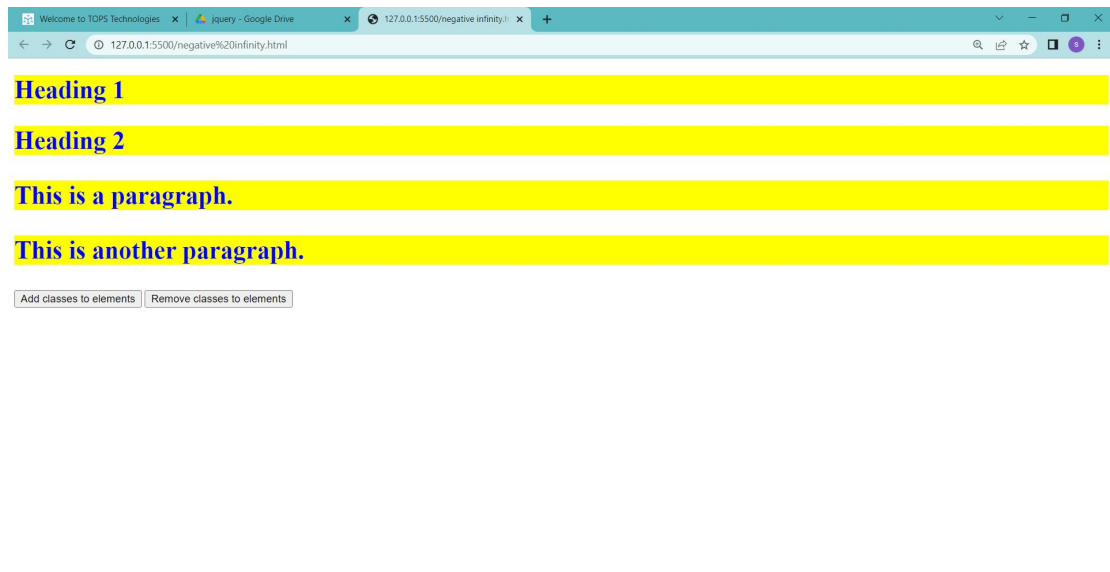 Welcome to TOPS Technologies
jquery - Google Drive
127.0.0.1:5500/negative infinity.h
127.0.0.1:5500/negative%20infinity.html
S
Heading 1
Heading 2
This is a paragraph.
This is another paragraph.
Add classes to elements Remove classes to elements